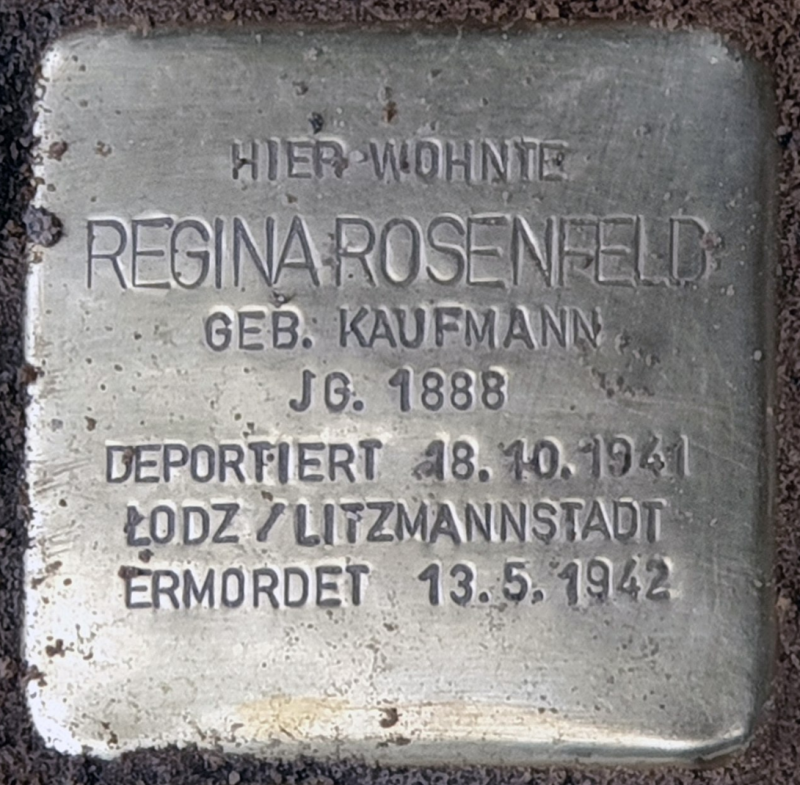 HIER WOHNTE
REGINA ROSENFELD
GEB. KAUFMANN
JG. 1888
DEPORTIERT 18.10.1941
ŁODZ / LITZMANNSTADT
ERMORDET 13.5.1942